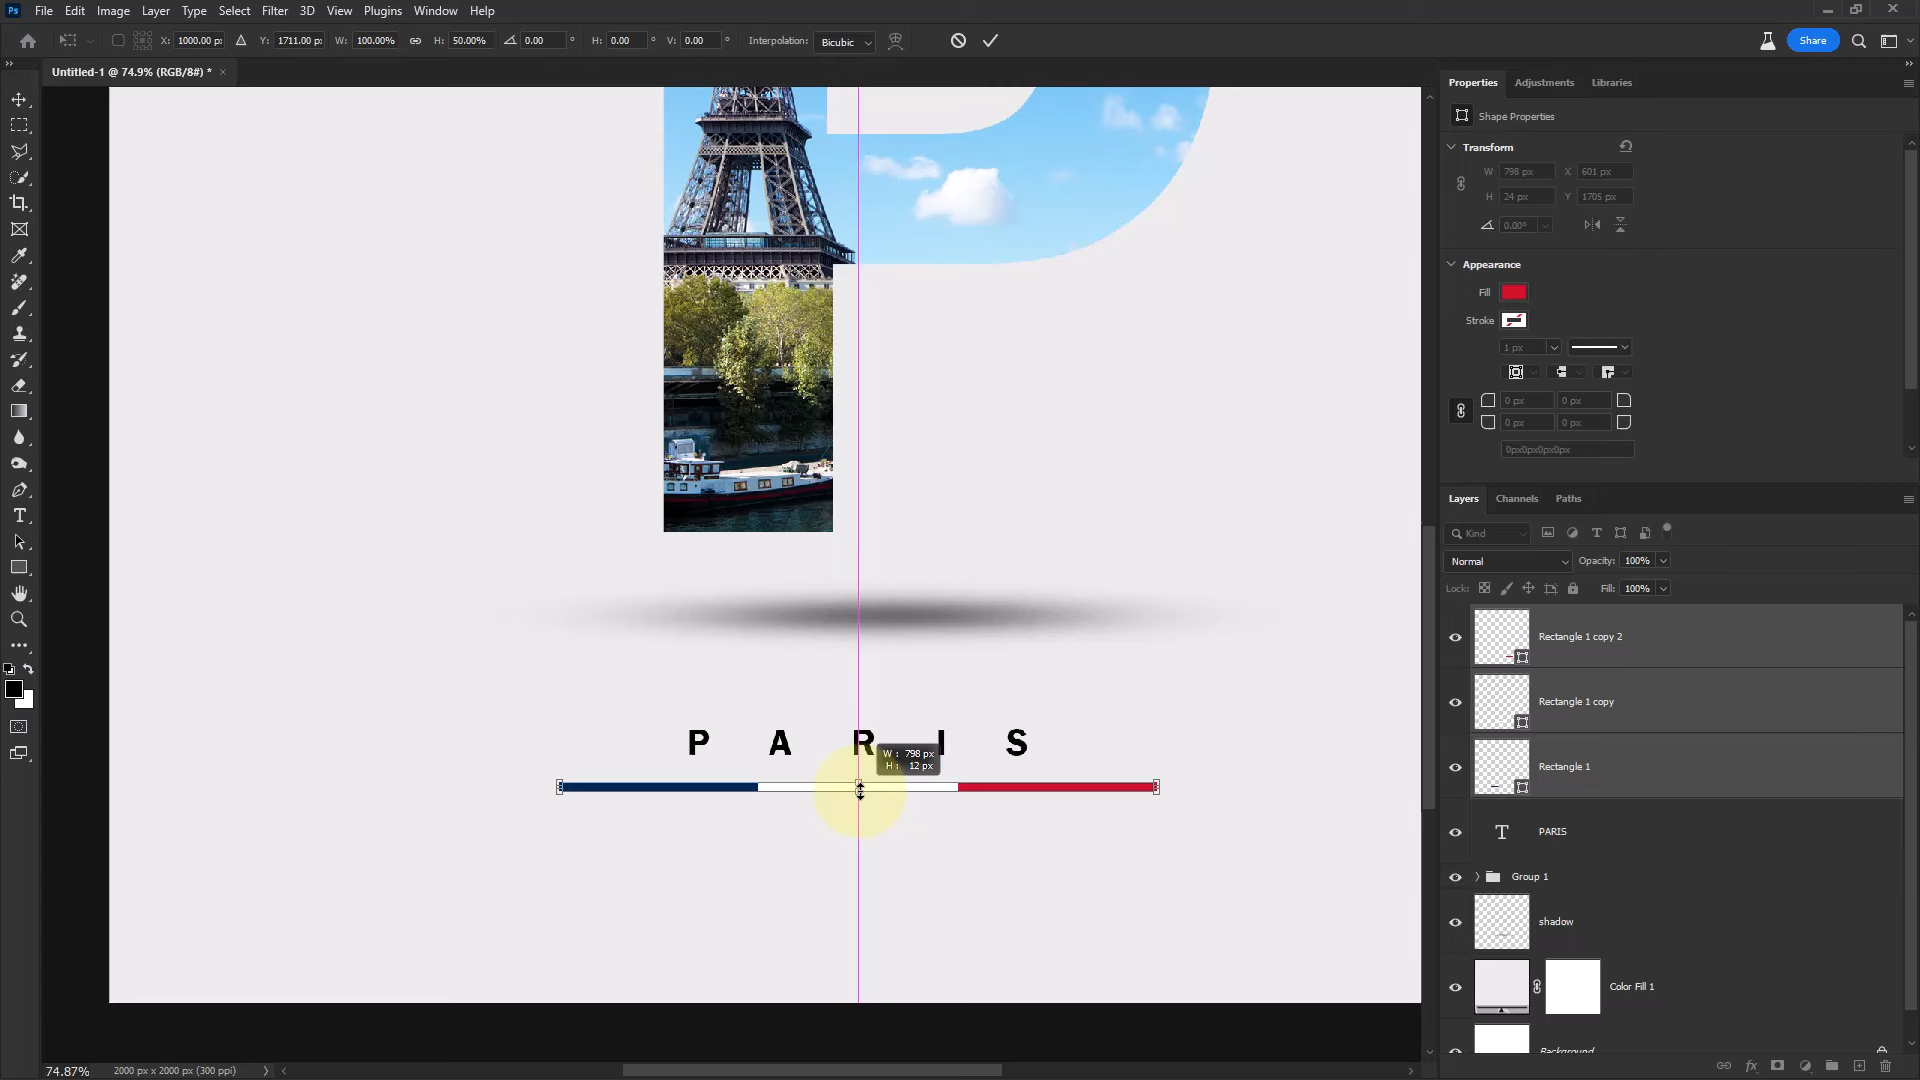 Ps File Edit Image Layer Type Select Filter 3D View Plugins Window Help
X: 1000.00 px Y: 1711.00 px W: 100.00% H: 50.00% 0.00 ° H: 0.00 ° V: 0.00 ° Interpolation: Bicubic Share
Untitled-1 @ 74.9% (RGB/8#) * ×
Properties Adjustments Libraries
Shape Properties
Transform
W 798 px X 601 px
H 24 px Y 1705 px
0.00°
Appearance
Fill
Stroke
1 px
0 px 0 px
0 px 0 px
0px0px0px0px
Layers Channels Paths
Kind
Normal Opacity: 100%
Lock: Fill: 100%
Rectangle 1 copy 2
Rectangle 1 copy
Rectangle 1
T PARIS
Group 1
shadow
Color Fill 1
Background
P A R I S
W : 798 px
H : 12 px
74.87% 2000 px x 2000 px (300 ppi)